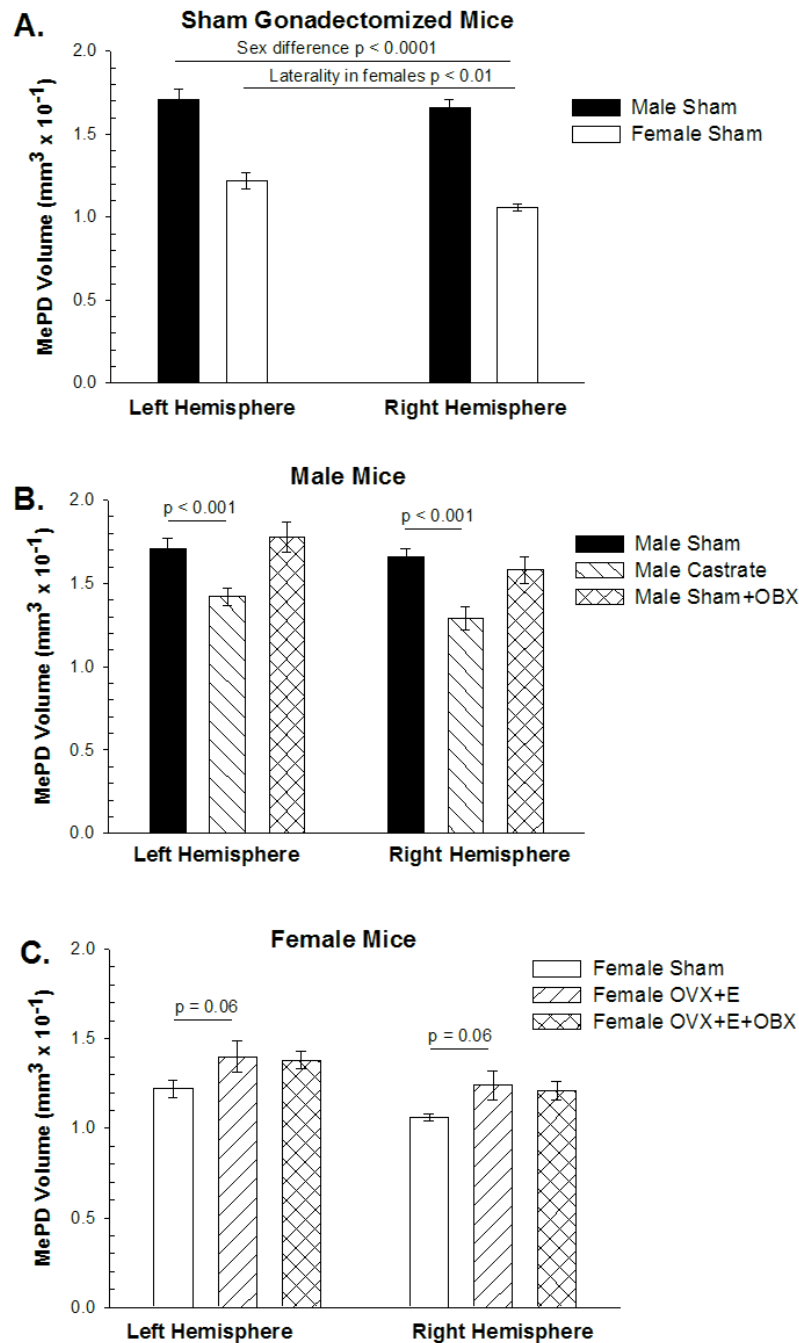 A.
Sham Gonadectomized Mice
Sex difference p < 0.0001
Laterality in females p < 0.01
Male Sham
Female Sham
MePD Volume (mm³ x 10⁻¹)
2.0
1.5
1.0
0.5
0.0
Left Hemisphere
Right Hemisphere
B.
Male Mice
p < 0.001
p < 0.001
Male Sham
Male Castrate
Male Sham+OBX
MePD Volume (mm³ x 10⁻¹)
2.0
1.5
1.0
0.5
0.0
Left Hemisphere
Right Hemisphere
C.
Female Mice
p = 0.06
p = 0.06
Female Sham
Female OVX+E
Female OVX+E+OBX
MePD Volume (mm³ x 10⁻¹)
2.0
1.5
1.0
0.5
0.0
Left Hemisphere
Right Hemisphere